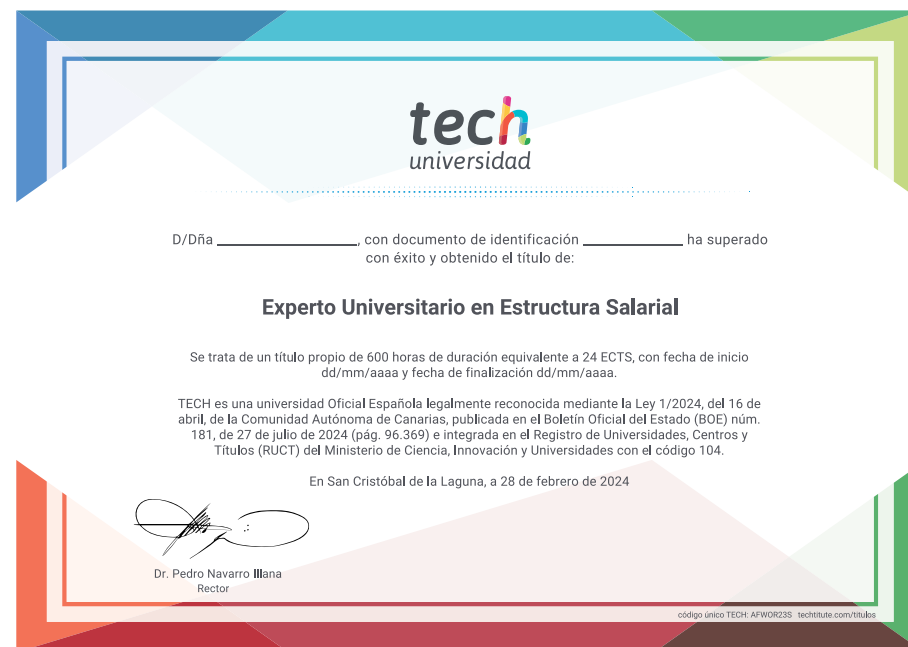 tech
universidad
D/Dña ____________, con documento de identificación ____________ ha superado
con éxito y obtenido el título de:
Experto Universitario en Estructura Salarial
Se trata de un título propio de 600 horas de duración equivalente a 24 ECTS, con fecha de inicio
dd/mm/aaaa y fecha de finalización dd/mm/aaaa.
TECH es una universidad Oficial Española legalmente reconocida mediante la Ley 1/2024, del 16 de
abril, de la Comunidad Autónoma de Canarias, publicada en el Boletín Oficial del Estado (BOE) núm.
181, de 27 de julio de 2024 (pág. 96.369) e integrada en el Registro de Universidades, Centros y
Títulos (RUCT) del Ministerio de Ciencia, Innovación y Universidades con el código 104.
En San Cristóbal de la Laguna, a 28 de febrero de 2024
Dr. Pedro Navarro Illana
Rector
código único TECH: AFWOR23S techtitute.com/titulos